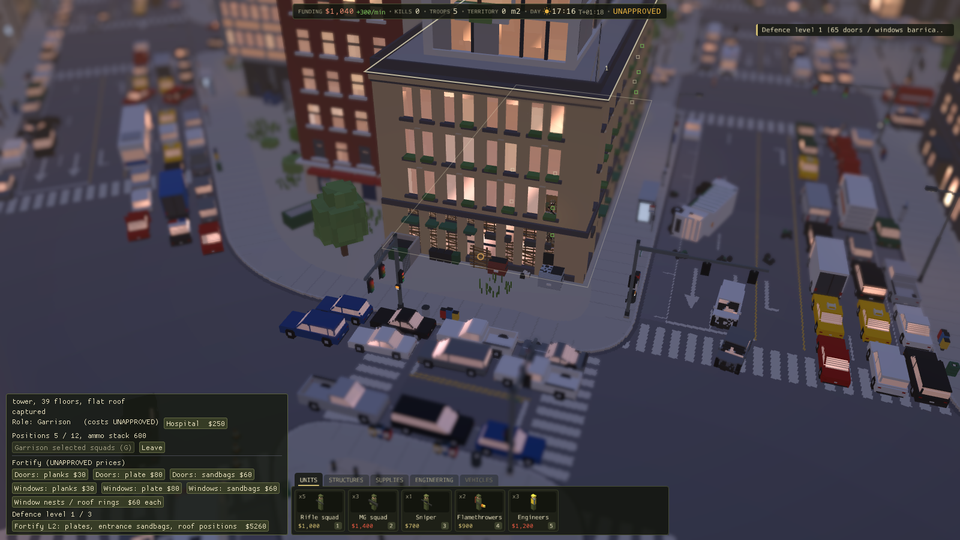 FUNDING $1,040 +300/min · KILLS 0 · TROOPS 5 · TERRITORY 0 m2 · DAY 17:16 T+01:18 · UNAPPROVED
Defence level 1 (65 doors / windows barrica..
1
tower, 39 floors, flat roof
captured
Role: Garrison (costs UNAPPROVED) Hospital $250
Positions 5 / 12, ammo stack 600
Garrison selected squads (G) Leave
Fortify (UNAPPROVED prices)
Doors: planks $30 Doors: plate $80 Doors: sandbags $60
Windows: planks $30 Windows: plate $80 Windows: sandbags $60
Window nests / roof rings $60 each
Defence level 1 / 3
Fortify L2: plates, entrance sandbags, roof positions $5260
UNITS STRUCTURES SUPPLIES ENGINEERING VEHICLES
x5 x3 x1 x2 x3
Rifle squad MG squad Sniper Flamethrowers Engineers
$1,000 1 $1,400 2 $700 3 $900 4 $1,200 5